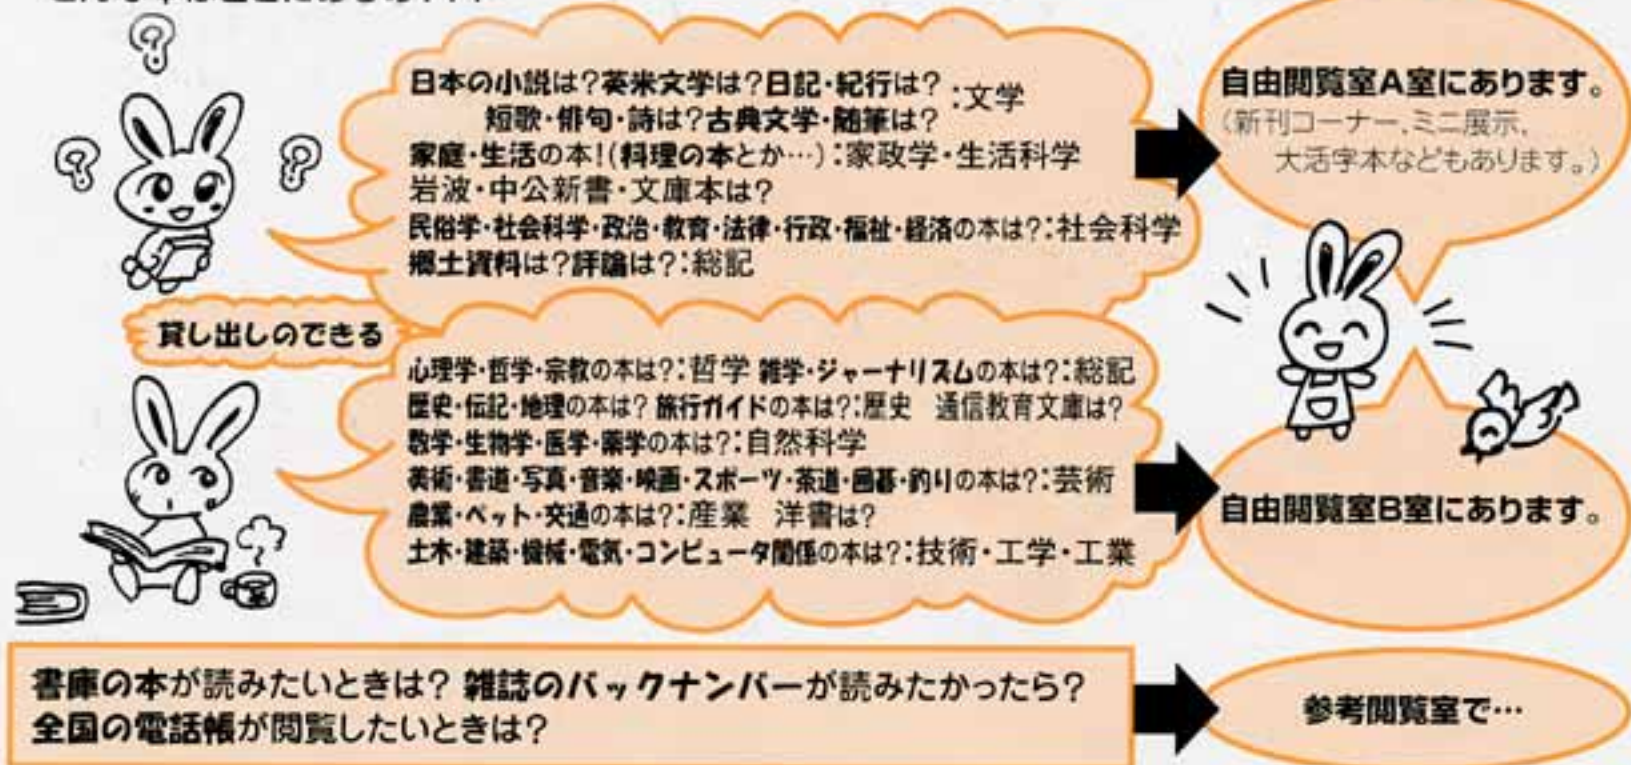 日本の小説は?英米文学は?日記・紀行は?:文学
短歌・俳句・詩は?古典文学・随筆は?
家庭・生活の本!(料理の本とか…):家政学・生活科学
岩波・中公新書・文庫本は?
民俗学・社会科学・政治・教育・法律・行政・福祉・経済の本は?:社会科学
郷土資料は?評論は?:総記
自由閲覧室A室にあります。
(新刊コーナー、ミニ展示、
大活字本などもあります。)
貸し出しのできる
心理学・哲学・宗教の本は?:哲学 雑学・ジャーナリズムの本は?:総記
歴史・伝記・地理の本は? 旅行ガイドの本は?:歴史 通信教育文庫は?
数学・生物学・医学・薬学の本は?:自然科学
美術・書道・写真・音楽・映画・スポーツ・茶道・囲碁・釣りの本は?:芸術
農業・ペット・交通の本は?:産業 洋書は?
土木・建築・機械・電気・コンピュータ関係の本は?:技術・工学・工業
自由閲覧室B室にあります。
書庫の本が読みたいときは? 雑誌のバックナンバーが読みたかったら?
全国の電話帳が閲覧したいときは?
参考閲覧室で…